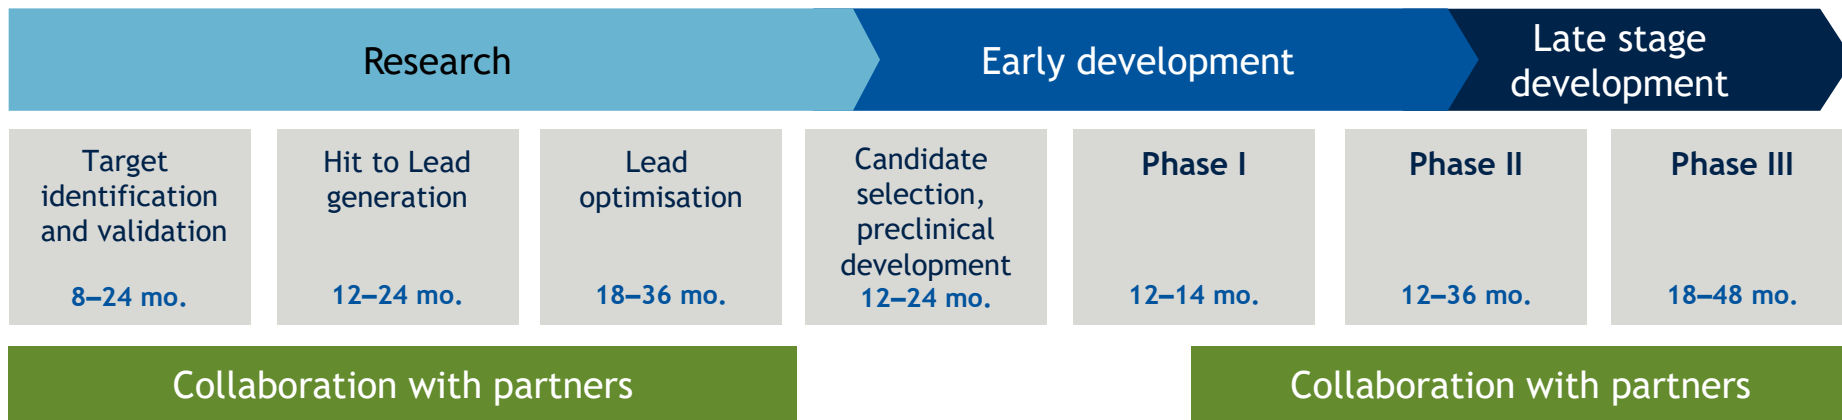 Research
Early development
Late stage
development
Target
identification
and validation
8–24 mo.
Hit to Lead
generation
12–24 mo.
Lead
optimisation
18–36 mo.
Candidate
selection,
preclinical
development
12–24 mo.
Phase I
12–14 mo.
Phase II
12–36 mo.
Phase III
18–48 mo.
Collaboration with partners
Collaboration with partners